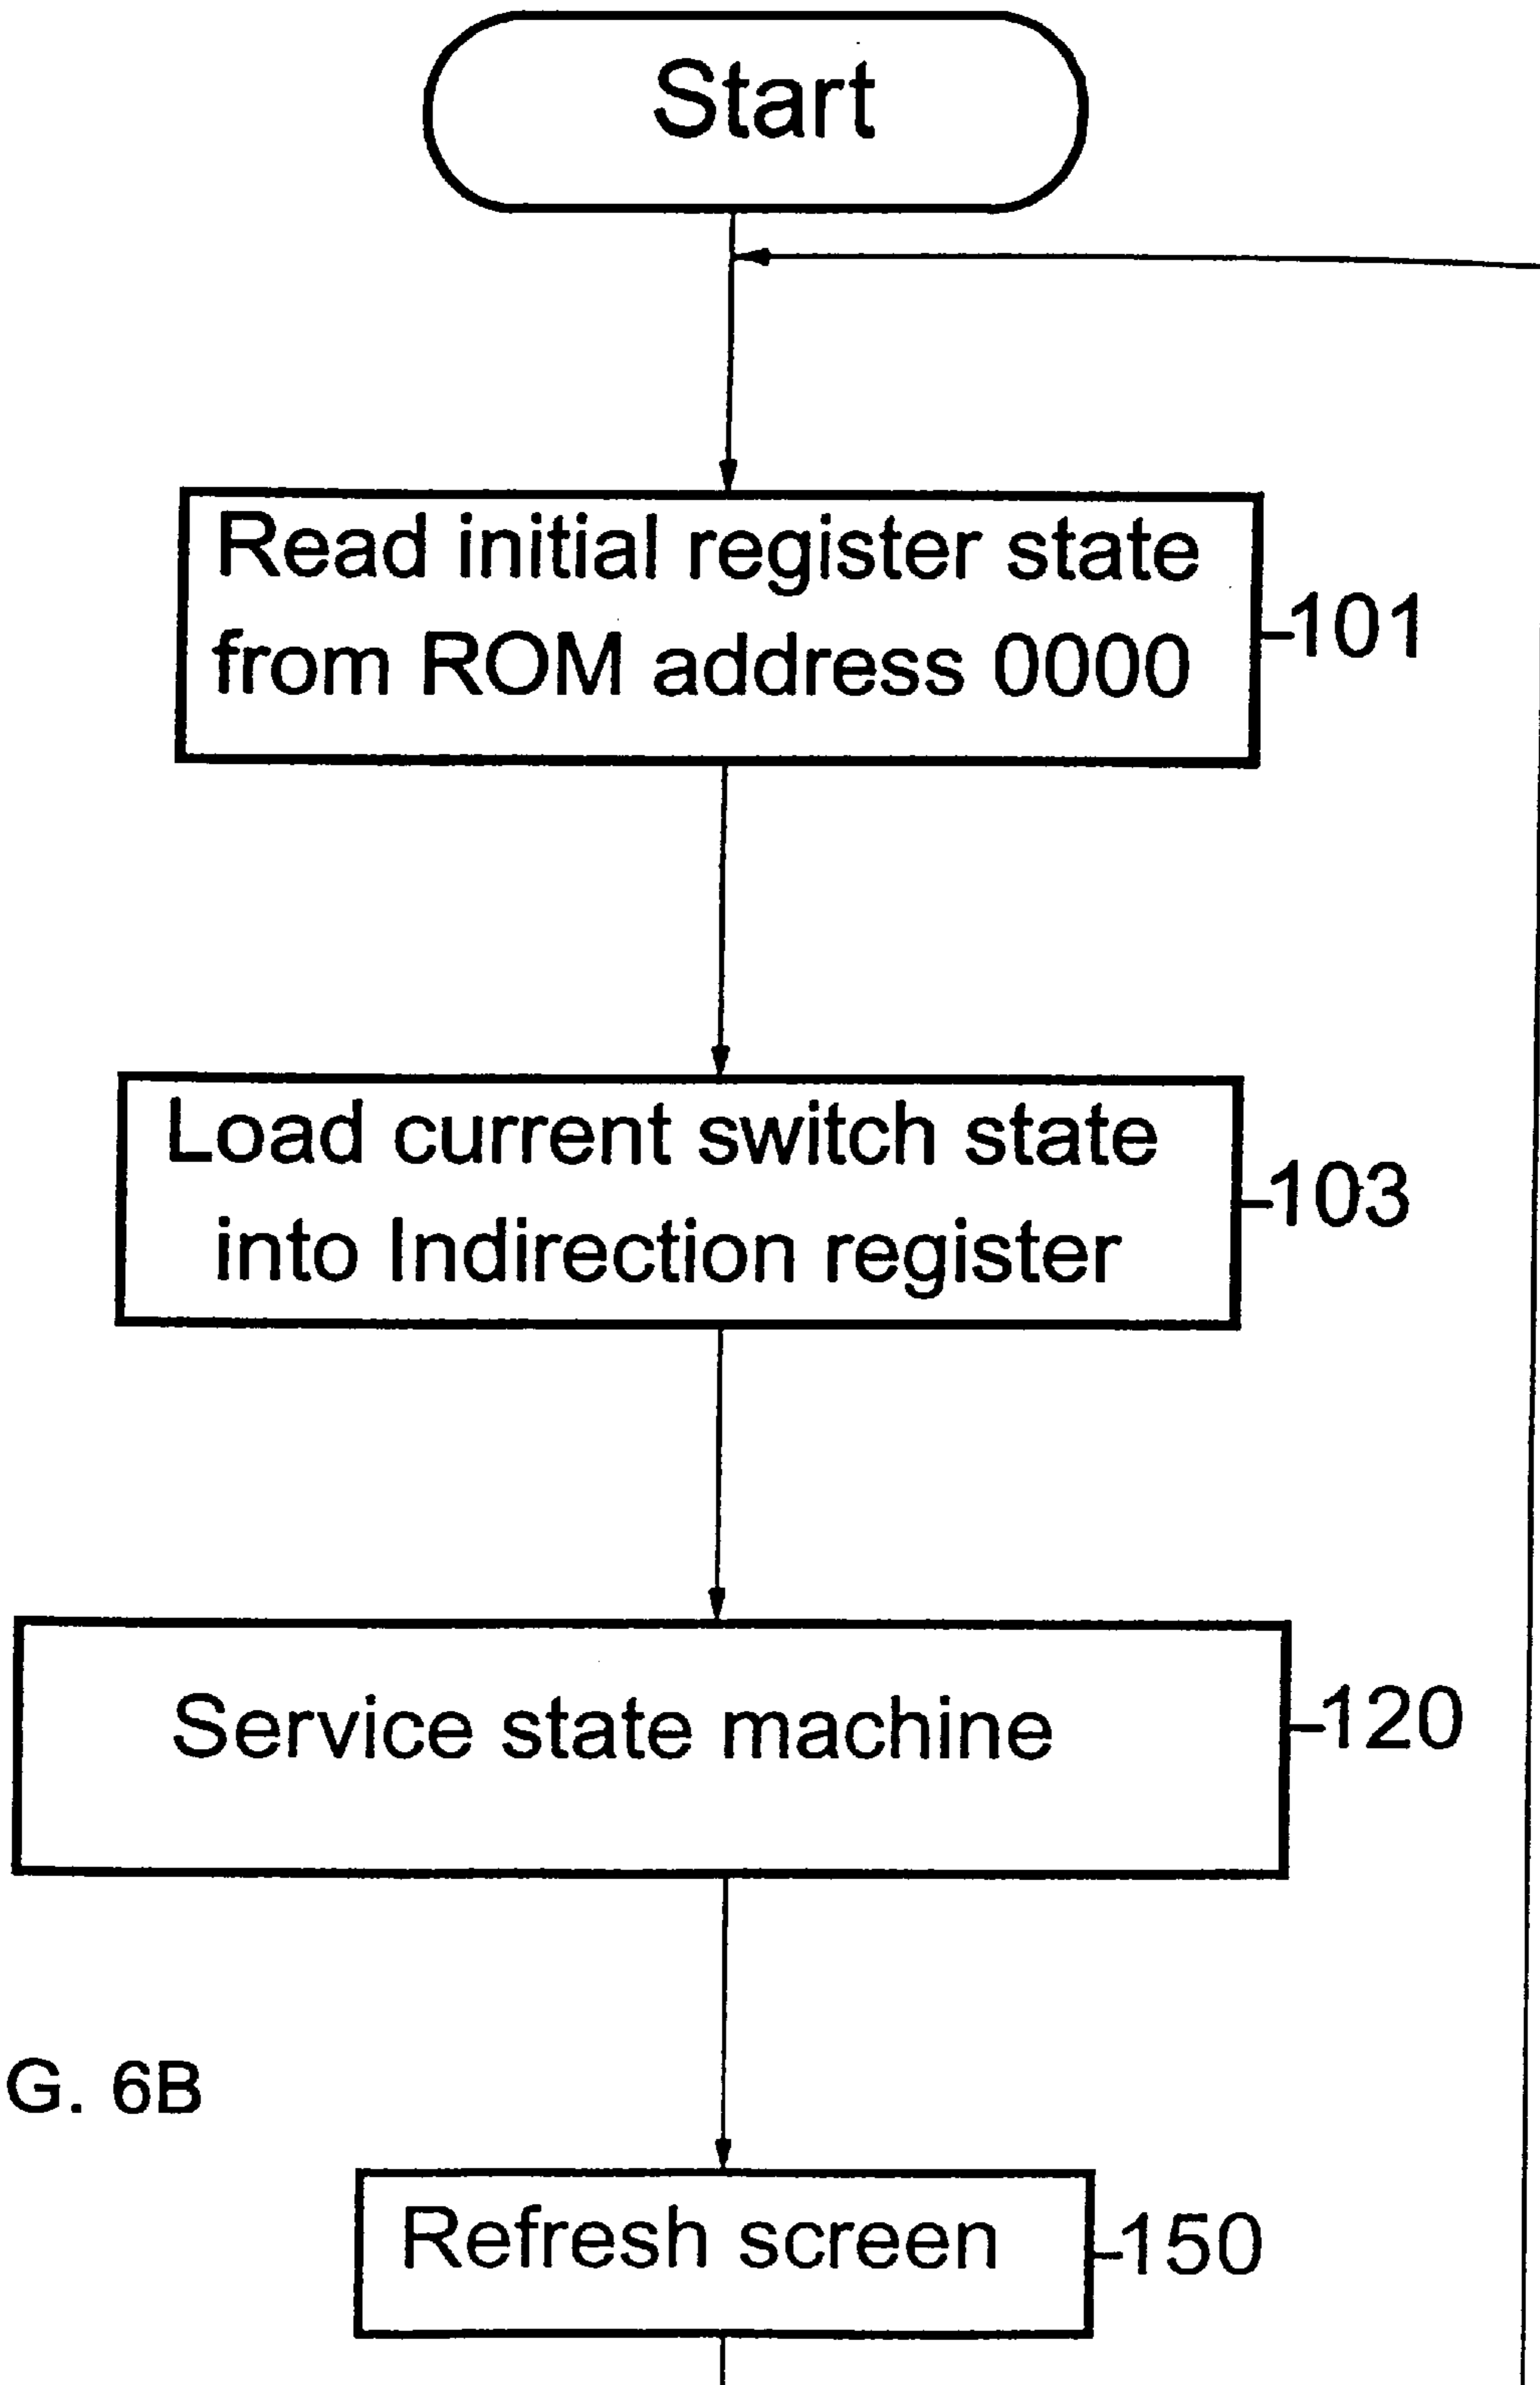 Start
Read initial register state
from ROM address 0000
101
Load current switch state
into Indirection register
103
Service state machine
120
G. 6B
Refresh screen
150